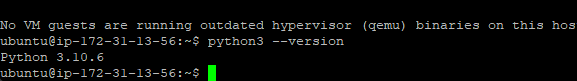 No VM guests are running outdated hypervisor (qemu) binaries on this hos
ubuntu@ip-172-31-13-56:~$ python3 --version
Python 3.10.6
ubuntu@ip-172-31-13-56:~$